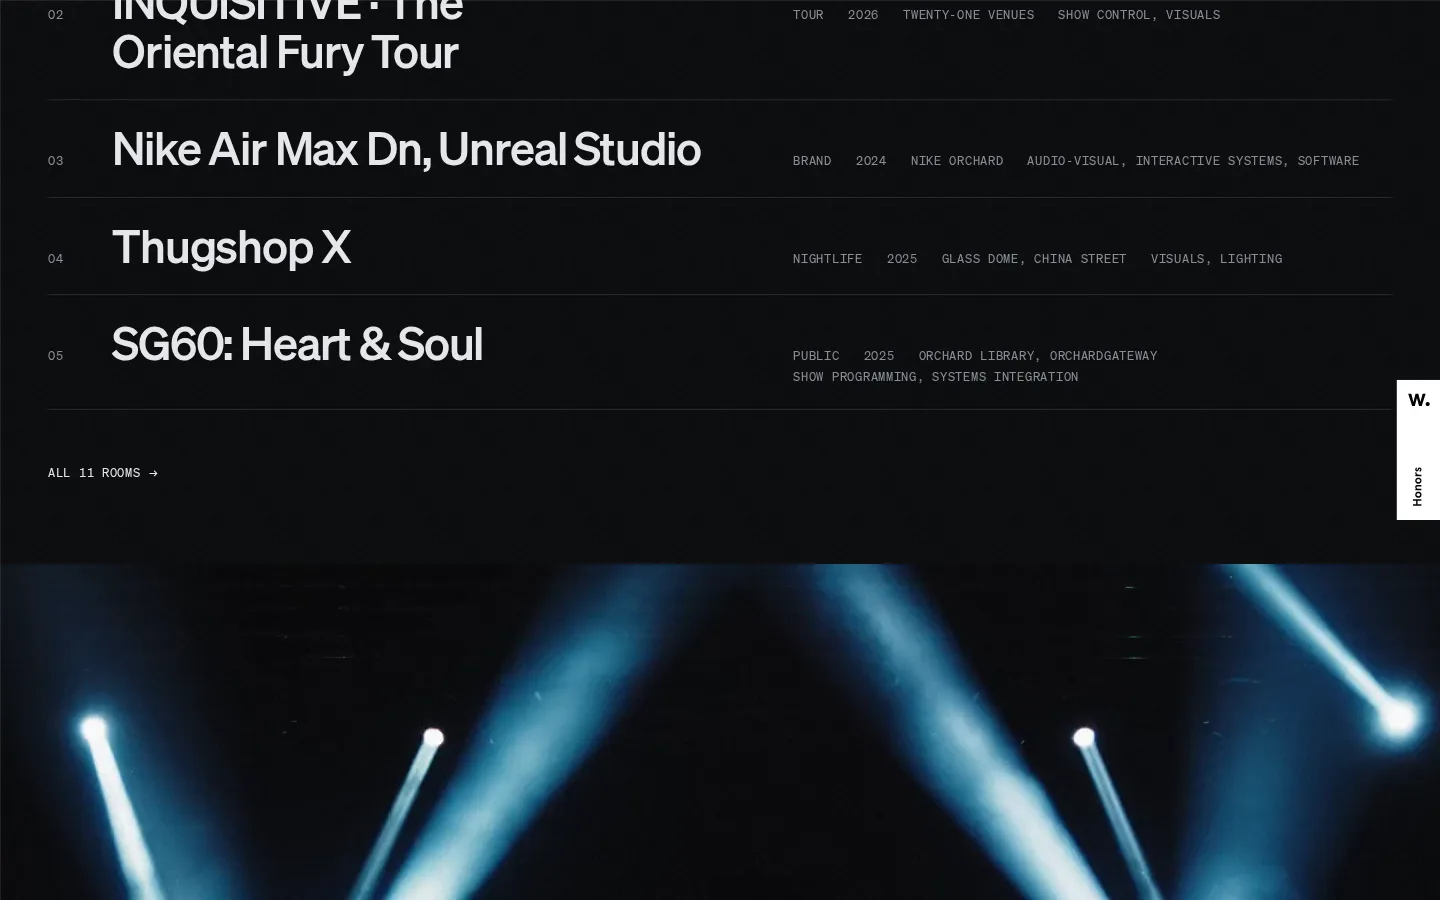 02
INQUISITIVE · The
Oriental Fury Tour
TOUR 2026 TWENTY-ONE VENUES SHOW CONTROL, VISUALS
03
Nike Air Max Dn, Unreal Studio
BRAND 2024 NIKE ORCHARD AUDIO-VISUAL, INTERACTIVE SYSTEMS, SOFTWARE
04
Thugshop X
NIGHTLIFE 2025 GLASS DOME, CHINA STREET VISUALS, LIGHTING
05
SG60: Heart & Soul
PUBLIC 2025 ORCHARD LIBRARY, ORCHARDGATEWAY
SHOW PROGRAMMING, SYSTEMS INTEGRATION
W.
Honors
ALL 11 ROOMS →